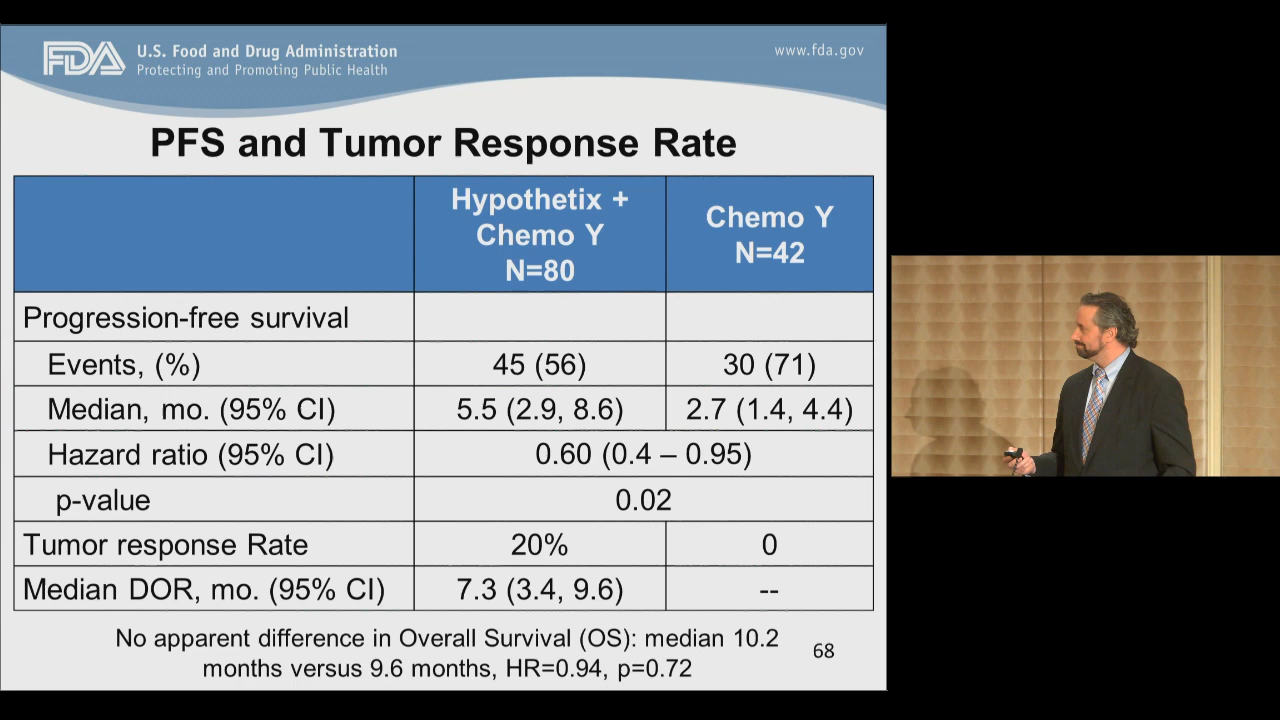 FDA U.S. Food and Drug Administration
Protecting and Promoting Public Health
www.fda.gov
PFS and Tumor Response Rate
Hypothetix +
Chemo Y
N=80
Chemo Y
N=42
Progression-free survival
Events, (%) 45 (56) 30 (71)
Median, mo. (95% CI) 5.5 (2.9, 8.6) 2.7 (1.4, 4.4)
Hazard ratio (95% CI) 0.60 (0.4 – 0.95)
p-value 0.02
Tumor response Rate 20% 0
Median DOR, mo. (95% CI) 7.3 (3.4, 9.6) --
No apparent difference in Overall Survival (OS): median 10.2
months versus 9.6 months, HR=0.94, p=0.72
68